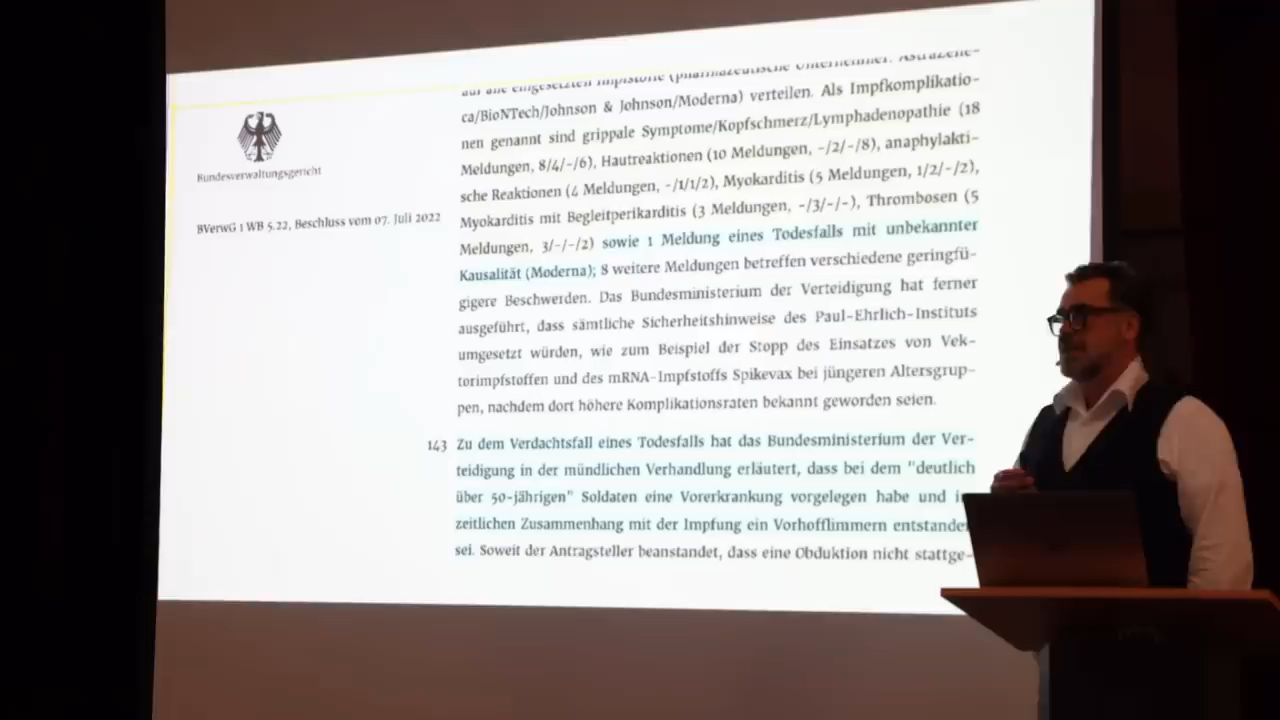 Bundesverwaltungsgericht
BVerwG 1 WB 5.22, Beschluss vom 07. Juli 2022
auf alle eingesetzten Impfstoffe (pharmazeutische Unternehmer: AstraZene-
ca/BioNTech/Johnson & Johnson/Moderna) verteilen. Als Impfkomplikatio-
nen genannt sind grippale Symptome/Kopfschmerz/Lymphadenopathie (18
Meldungen, 8/4/-/6), Hautreaktionen (10 Meldungen, -/2/-/8), anaphylakti-
sche Reaktionen (4 Meldungen, -/1/1/2), Myokarditis (5 Meldungen, 1/2/-/2),
Myokarditis mit Begleitperikarditis (3 Meldungen, -/3/-/-), Thrombosen (5
Meldungen, 3/-/-/2) sowie 1 Meldung eines Todesfalls mit unbekannter
Kausalität (Moderna); 8 weitere Meldungen betreffen verschiedene geringfü-
gigere Beschwerden. Das Bundesministerium der Verteidigung hat ferner
ausgeführt, dass sämtliche Sicherheitshinweise des Paul-Ehrlich-Instituts
umgesetzt würden, wie zum Beispiel der Stopp des Einsatzes von Vek-
torimpfstoffen und des mRNA-Impfstoffs Spikevax bei jüngeren Altersgrup-
pen, nachdem dort höhere Komplikationsraten bekannt geworden seien.
143 Zu dem Verdachtsfall eines Todesfalls hat das Bundesministerium der Ver-
teidigung in der mündlichen Verhandlung erläutert, dass bei dem "deutlich
über 50-jährigen" Soldaten eine Vorerkrankung vorgelegen habe und
zeitlichen Zusammenhang mit der Impfung ein Vorhofflimmern entstande
sei. Soweit der Antragsteller beanstandet, dass eine Obduktion nicht stattge-